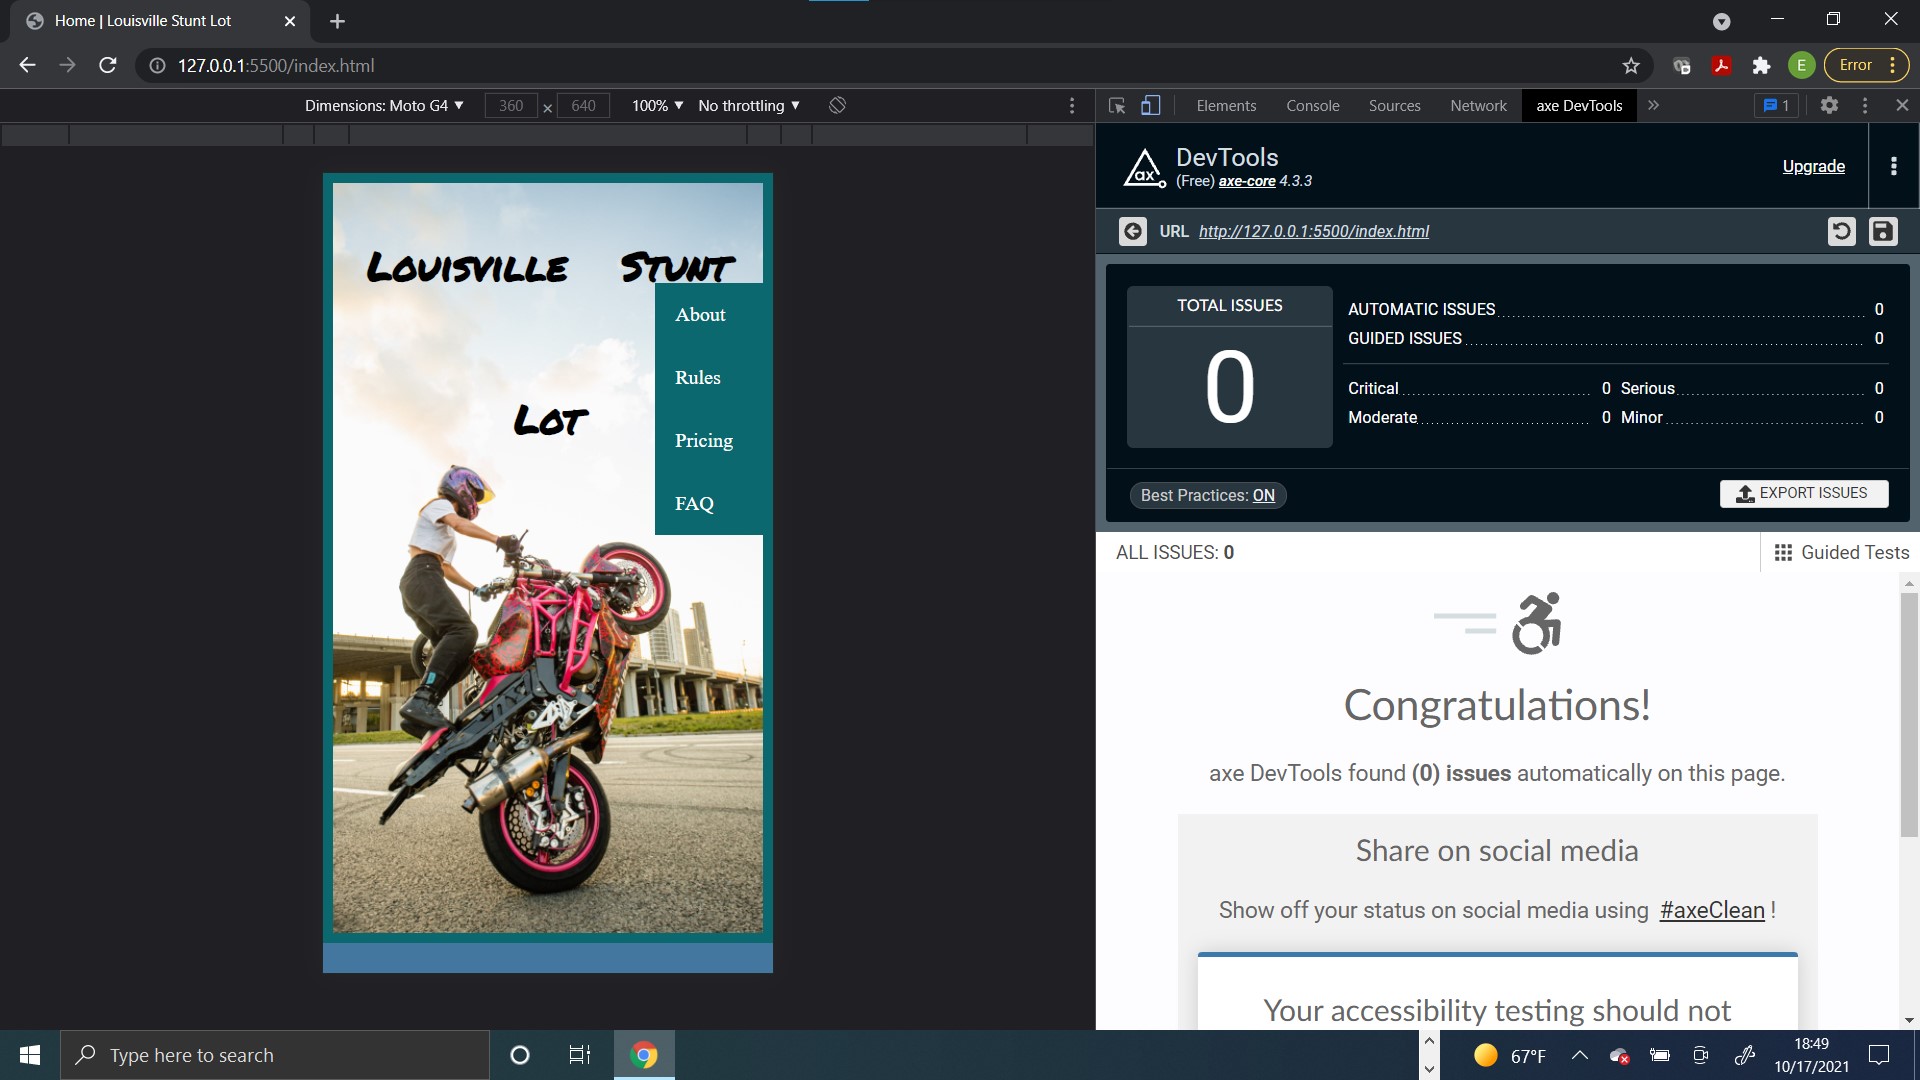 Home | Louisville Stunt Lot
127.0.0.1:5500/index.html
E
Error
Dimensions: Moto G4
360 × 640
100%
No throttling
Elements
Console
Sources
Network
axe DevTools
1
Louisville Stunt
Lot
About
Rules
Pricing
FAQ
ax
DevTools
(Free) axe-core 4.3.3
Upgrade
URL http://127.0.0.1:5500/index.html
TOTAL ISSUES
0
AUTOMATIC ISSUES 0
GUIDED ISSUES 0
Critical 0 Serious 0
Moderate 0 Minor 0
Best Practices: ON
EXPORT ISSUES
ALL ISSUES: 0
Guided Tests
Congratulations!
axe DevTools found (0) issues automatically on this page.
Share on social media
Show off your status on social media using #axeClean !
Your accessibility testing should not
Type here to search
67°F
18:49
10/17/2021